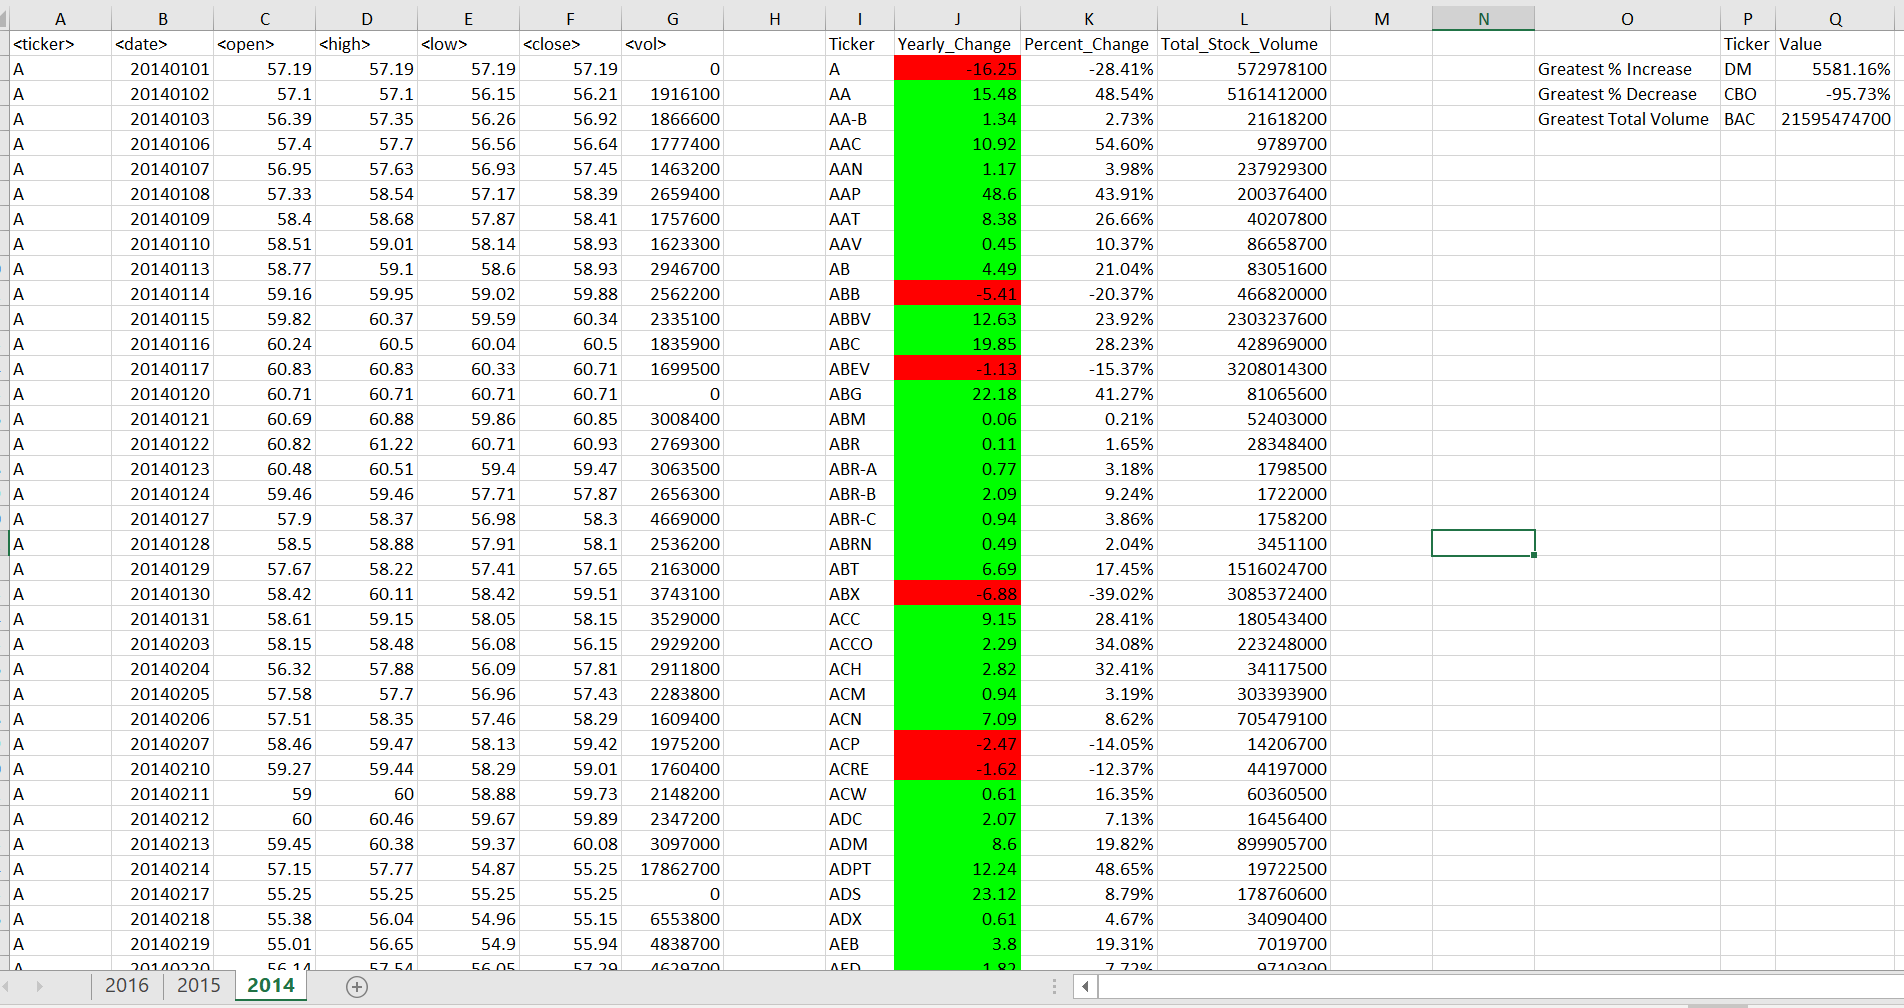 A B C D E F G H I J K L M N O P Q
<ticker> <date> <open> <high> <low> <close> <vol> Ticker Yearly_Change Percent_Change Total_Stock_Volume Ticker Value
A 20140101 57.19 57.19 57.19 57.19 0 A -16.25 -28.41% 572978100 Greatest % Increase DM 5581.16%
A 20140102 57.1 57.1 56.15 56.21 1916100 AA 15.48 48.54% 5161412000 Greatest % Decrease CBO -95.73%
A 20140103 56.39 57.35 56.26 56.92 1866600 AA-B 1.34 2.73% 21618200 Greatest Total Volume BAC 21595474700
A 20140106 57.4 57.7 56.56 56.64 1777400 AAC 10.92 54.60% 9789700
A 20140107 56.95 57.63 56.93 57.45 1463200 AAN 1.17 3.98% 237929300
A 20140108 57.33 58.54 57.17 58.39 2659400 AAP 48.6 43.91% 200376400
A 20140109 58.4 58.68 57.87 58.41 1757600 AAT 8.38 26.66% 40207800
A 20140110 58.51 59.01 58.14 58.93 1623300 AAV 0.45 10.37% 86658700
A 20140113 58.77 59.1 58.6 58.93 2946700 AB 4.49 21.04% 83051600
A 20140114 59.16 59.95 59.02 59.88 2562200 ABB -5.41 -20.37% 466820000
A 20140115 59.82 60.37 59.59 60.34 2335100 ABBV 12.63 23.92% 2303237600
A 20140116 60.24 60.5 60.04 60.5 1835900 ABC 19.85 28.23% 428969000
A 20140117 60.83 60.83 60.33 60.71 1699500 ABEV -1.13 -15.37% 3208014300
A 20140120 60.71 60.71 60.71 60.71 0 ABG 22.18 41.27% 81065600
A 20140121 60.69 60.88 59.86 60.85 3008400 ABM 0.06 0.21% 52403000
A 20140122 60.82 61.22 60.71 60.93 2769300 ABR 0.11 1.65% 28348400
A 20140123 60.48 60.51 59.4 59.47 3063500 ABR-A 0.77 3.18% 1798500
A 20140124 59.46 59.46 57.71 57.87 2656300 ABR-B 2.09 9.24% 1722000
A 20140127 57.9 58.37 56.98 58.3 4669000 ABR-C 0.94 3.86% 1758200
A 20140128 58.5 58.88 57.91 58.1 2536200 ABRN 0.49 2.04% 3451100
A 20140129 57.67 58.22 57.41 57.65 2163000 ABT 6.69 17.45% 1516024700
A 20140130 58.42 60.11 58.42 59.51 3743100 ABX -6.88 -39.02% 3085372400
A 20140131 58.61 59.15 58.05 58.15 3529000 ACC 9.15 28.41% 180543400
A 20140203 58.15 58.48 56.08 56.15 2929200 ACCO 2.29 34.08% 223248000
A 20140204 56.32 57.88 56.09 57.81 2911800 ACH 2.82 32.41% 34117500
A 20140205 57.58 57.7 56.96 57.43 2283800 ACM 0.94 3.19% 303393900
A 20140206 57.51 58.35 57.46 58.29 1609400 ACN 7.09 8.62% 705479100
A 20140207 58.46 59.47 58.13 59.42 1975200 ACP -2.47 -14.05% 14206700
A 20140210 59.27 59.44 58.29 59.01 1760400 ACRE -1.62 -12.37% 44197000
A 20140211 59 60 58.88 59.73 2148200 ACW 0.61 16.35% 60360500
A 20140212 60 60.46 59.67 59.89 2347200 ADC 2.07 7.13% 16456400
A 20140213 59.45 60.38 59.37 60.08 3097000 ADM 8.6 19.82% 899905700
A 20140214 57.15 57.77 54.87 55.25 17862700 ADPT 12.24 48.65% 19722500
A 20140217 55.25 55.25 55.25 55.25 0 ADS 23.12 8.79% 178760600
A 20140218 55.38 56.04 54.96 55.15 6553800 ADX 0.61 4.67% 34090400
A 20140219 55.01 56.65 54.9 55.94 4838700 AEB 3.8 19.31% 7019700
A 20140220 56.14 57.54 56.05 57.29 4629700 AED 1.82 7.72% 9710300
2016 2015 2014